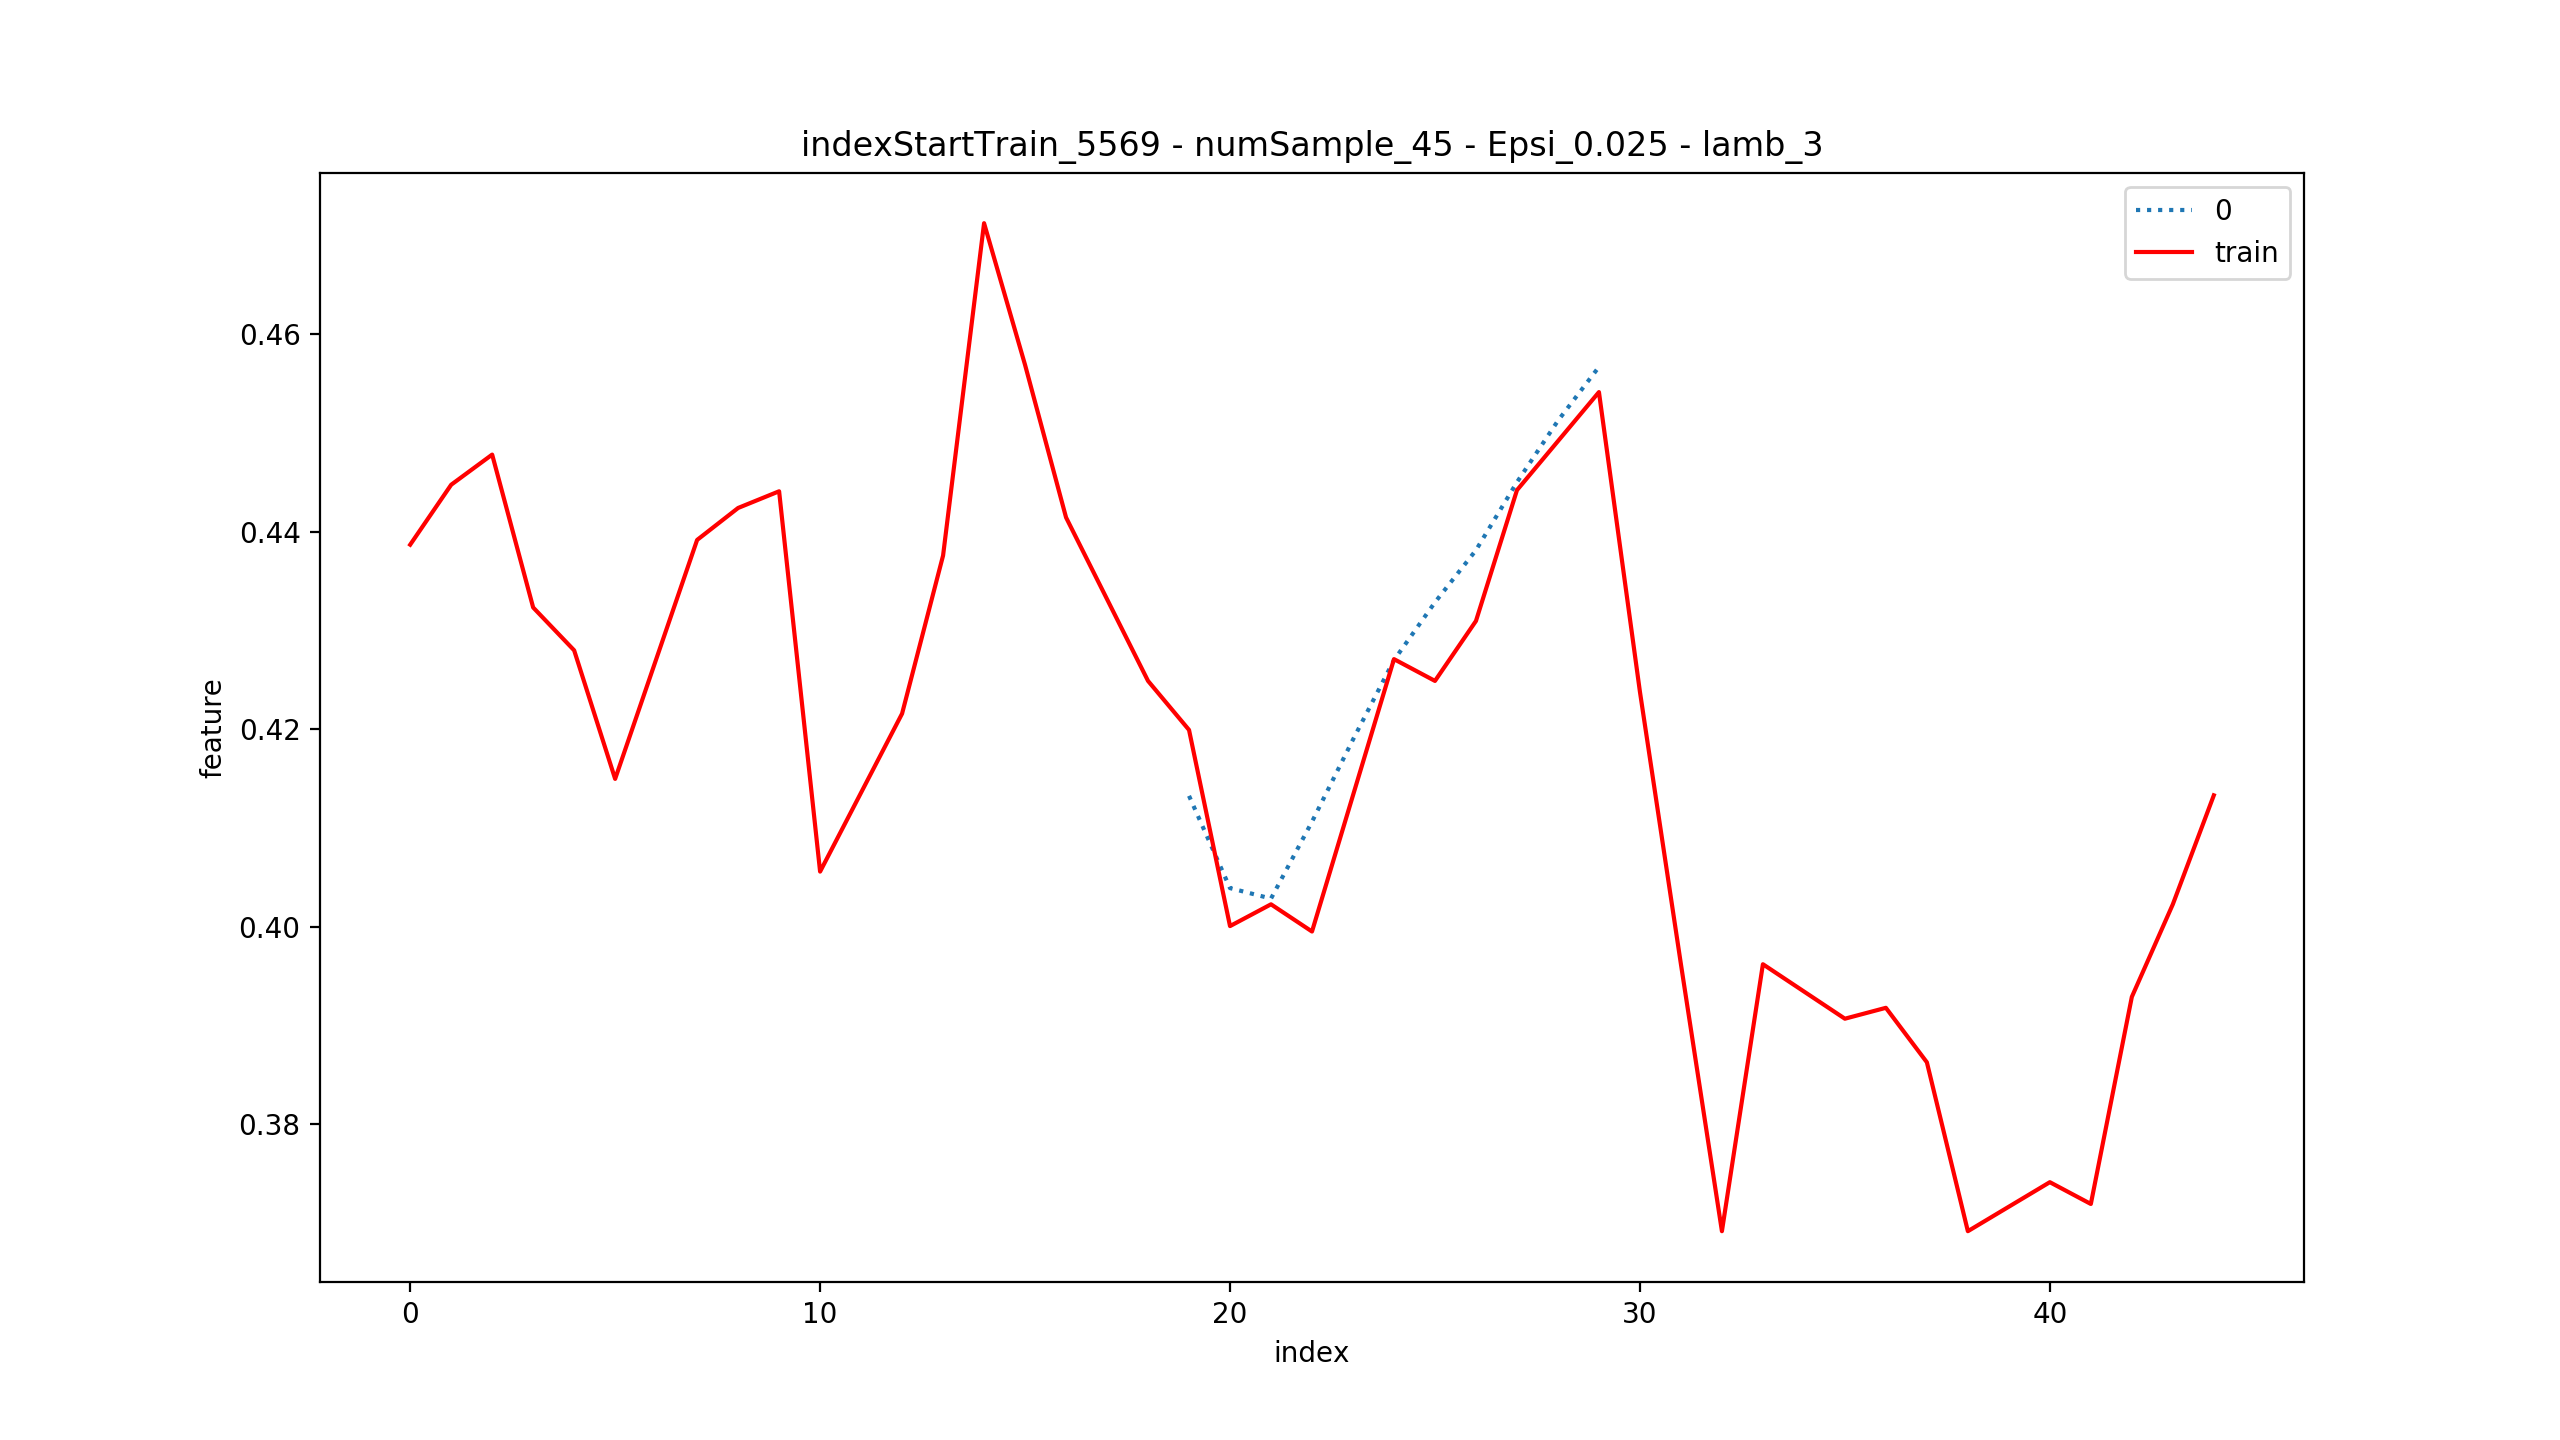 indexStartTrain_5569 - numSample_45 - Epsi_0.025 - lamb_3
0
train
0.46
0.44
0.42
0.40
0.38
feature
0 10 20 30 40
index